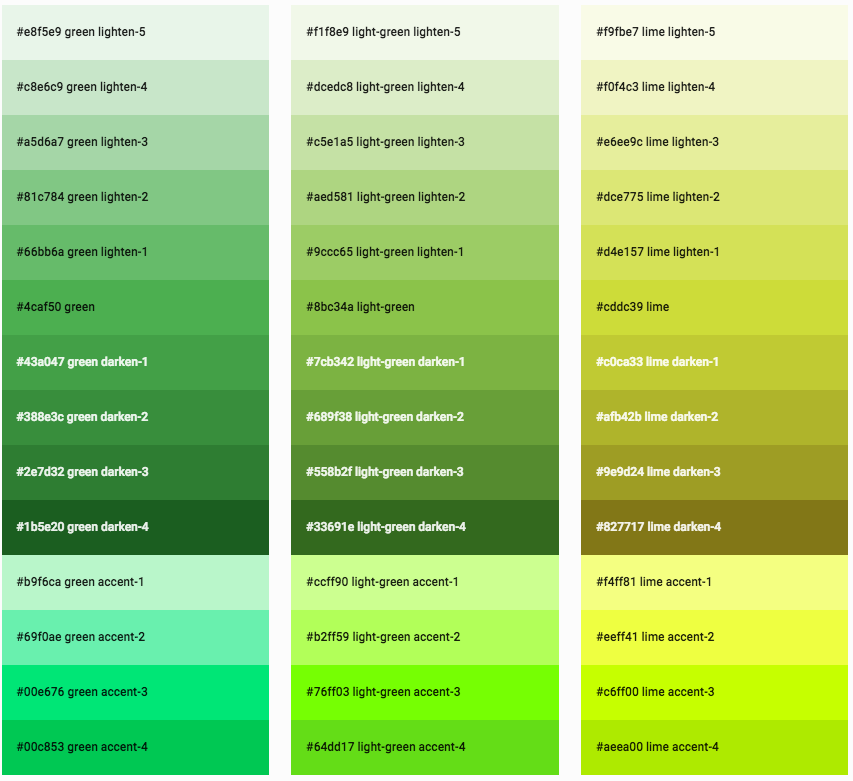 #e8f5e9 green lighten-5
#c8e6c9 green lighten-4
#a5d6a7 green lighten-3
#81c784 green lighten-2
#66bb6a green lighten-1
#4caf50 green
#43a047 green darken-1
#388e3c green darken-2
#2e7d32 green darken-3
#1b5e20 green darken-4
#b9f6ca green accent-1
#69f0ae green accent-2
#00e676 green accent-3
#00c853 green accent-4
#f1f8e9 light-green lighten-5
#dcedc8 light-green lighten-4
#c5e1a5 light-green lighten-3
#aed581 light-green lighten-2
#9ccc65 light-green lighten-1
#8bc34a light-green
#7cb342 light-green darken-1
#689f38 light-green darken-2
#558b2f light-green darken-3
#33691e light-green darken-4
#ccff90 light-green accent-1
#b2ff59 light-green accent-2
#76ff03 light-green accent-3
#64dd17 light-green accent-4
#f9fbe7 lime lighten-5
#f0f4c3 lime lighten-4
#e6ee9c lime lighten-3
#dce775 lime lighten-2
#d4e157 lime lighten-1
#cddc39 lime
#c0ca33 lime darken-1
#afb42b lime darken-2
#9e9d24 lime darken-3
#827717 lime darken-4
#f4ff81 lime accent-1
#eeff41 lime accent-2
#c6ff00 lime accent-3
#aeea00 lime accent-4